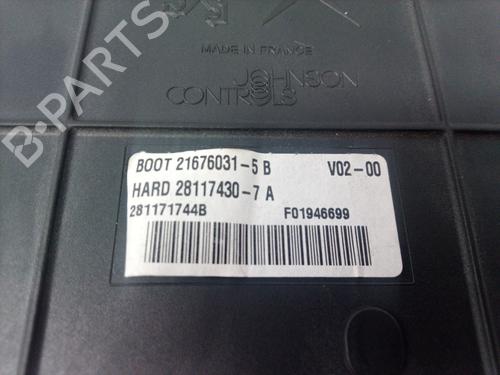 MADE IN FRANCE
JOHNSON
CONTROLS
B-PARTS
BOOT 21676031-5 B V02-00
HARD 28117430-7 A
281171744B F01946699